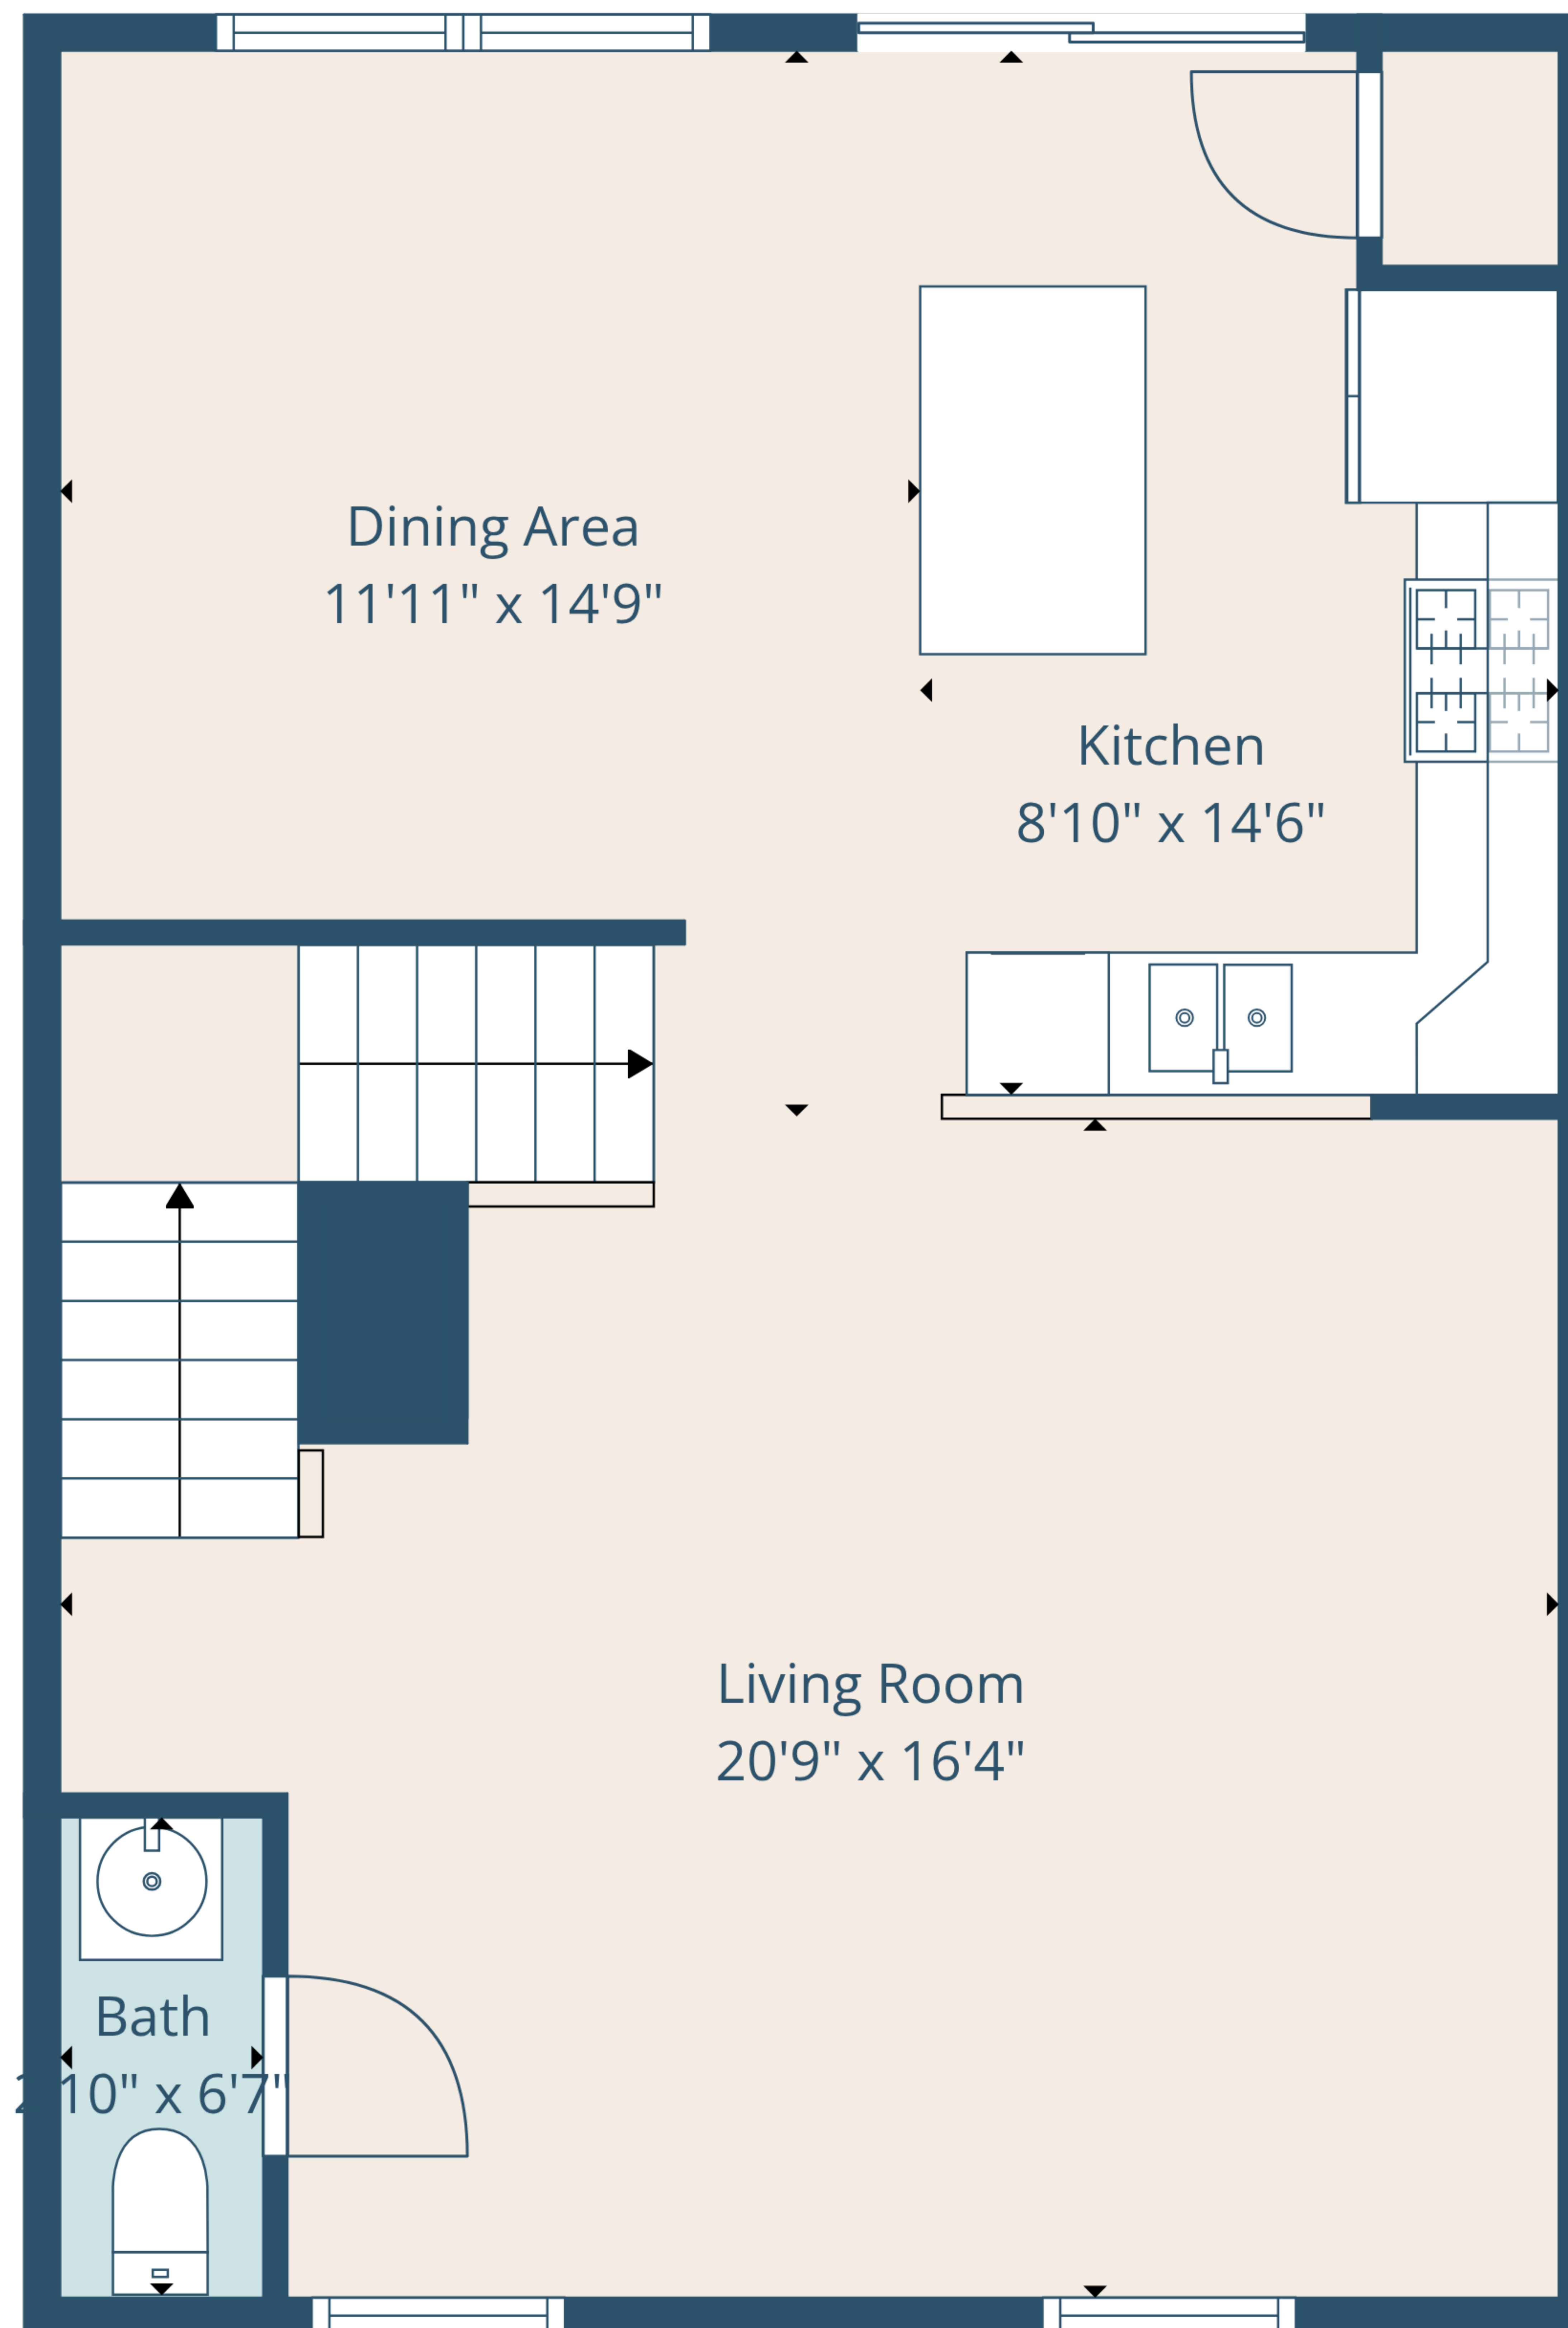 Dining Area
11'11" x 14'9"
Kitchen
8'10" x 14'6"
Living Room
20'9" x 16'4"
Bath
2'10" x 6'7"